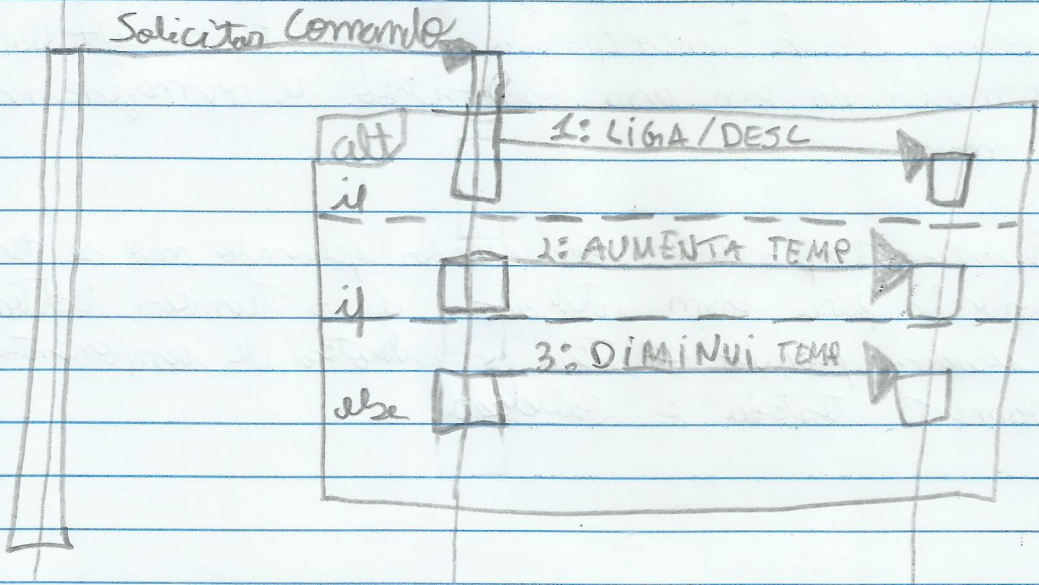 Solicitar Comando
alt
1: LIGA/DESL
if
2: AUMENTA TEMP
if
3: DIMINUI TEMP
else